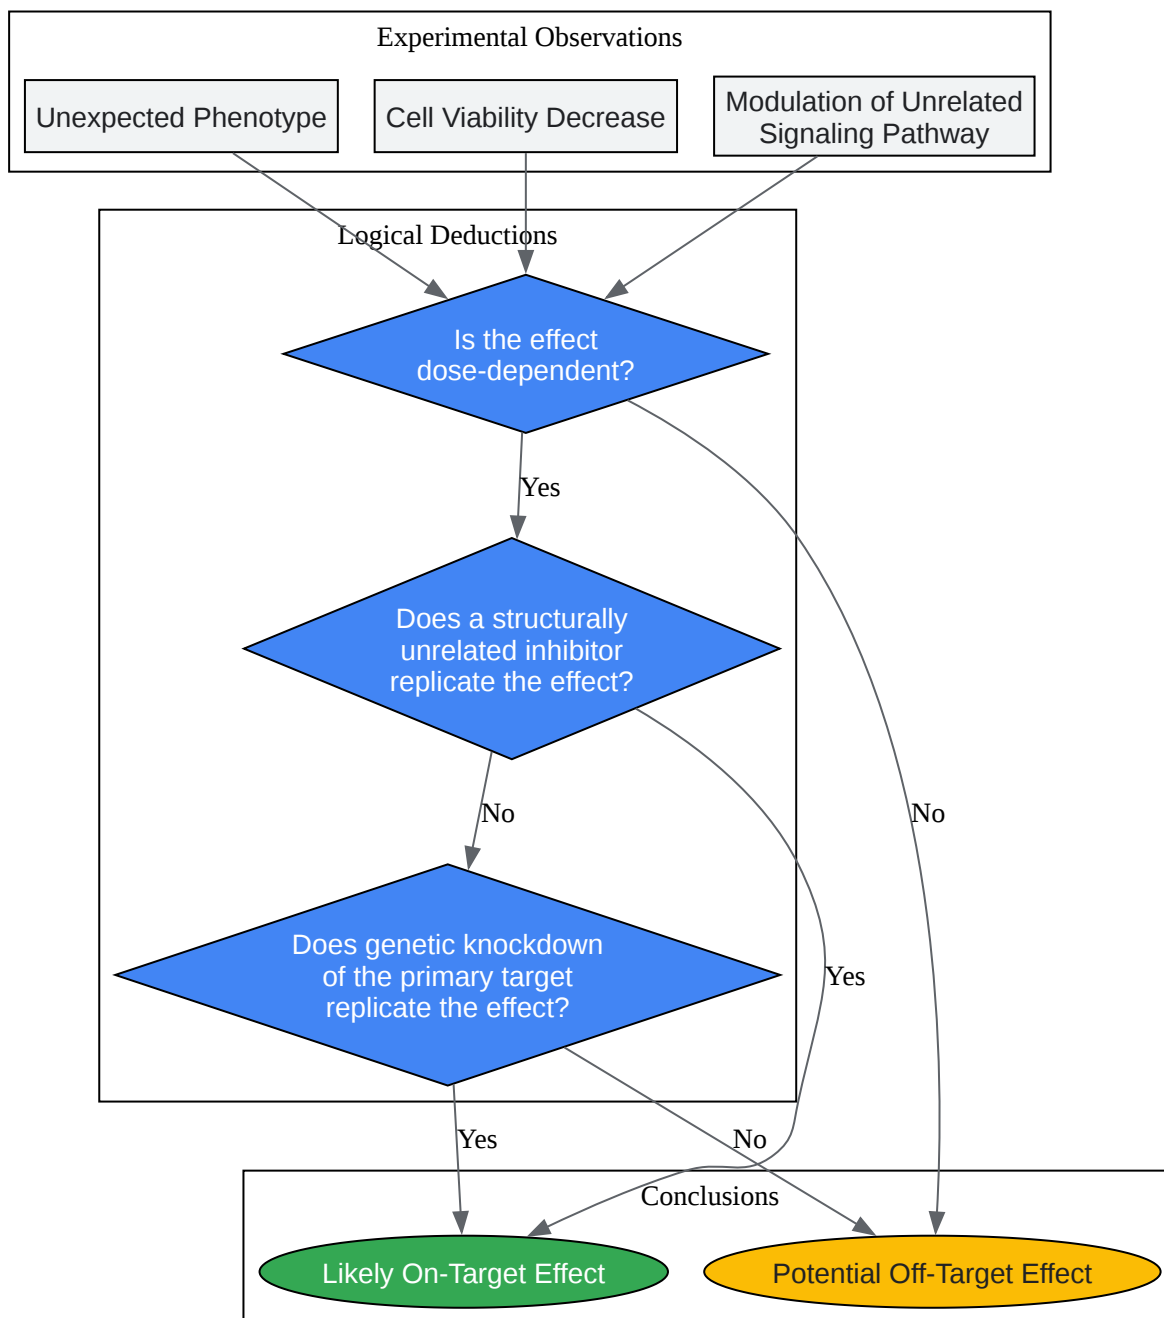 Experimental Observations
Unexpected Phenotype
Cell Viability Decrease
Modulation of Unrelated
Signaling Pathway
Logical Deductions
Is the effect
dose-dependent?
Yes
Does a structurally
unrelated inhibitor
replicate the effect?
No
No
Does genetic knockdown
of the primary target
replicate the effect?
Yes
Yes
No
Conclusions
Likely On-Target Effect
Potential Off-Target Effect